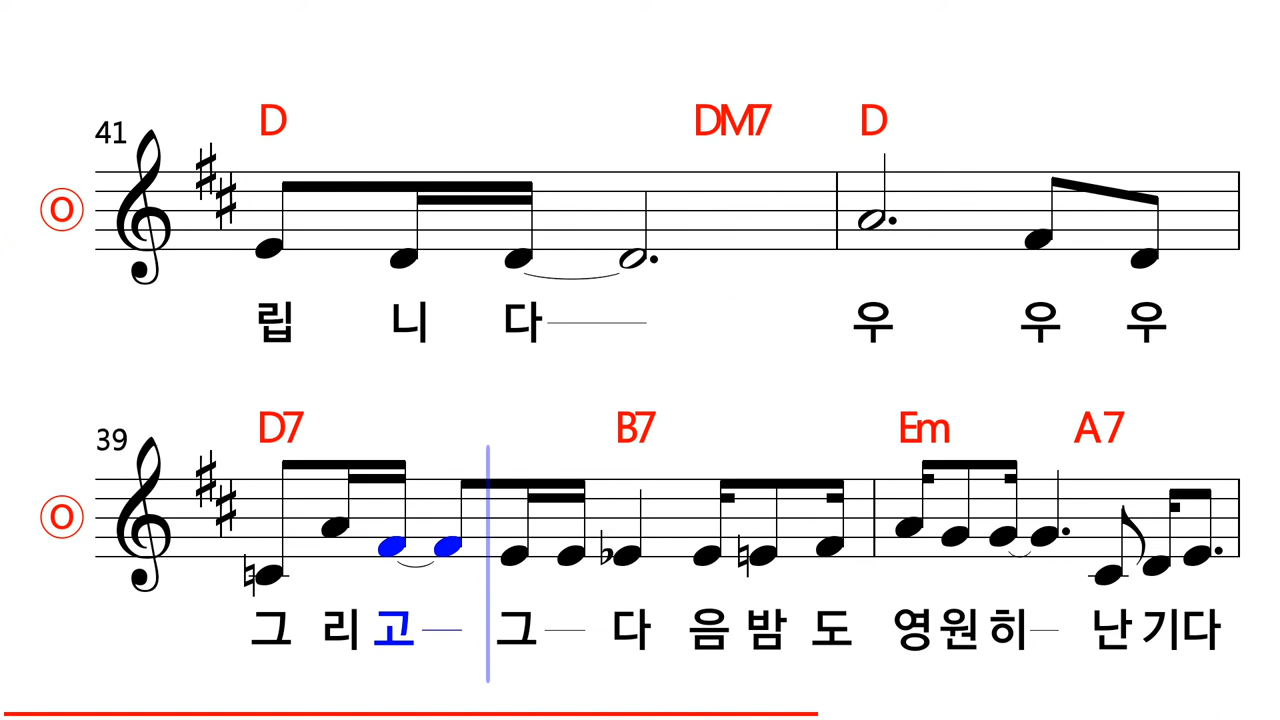 D DM7 D
41
O
립 니 다 우 우 우
D7 B7 Em A7
39
O
그 리 고 그 다 음 밤 도 영 원 히 난 기 다